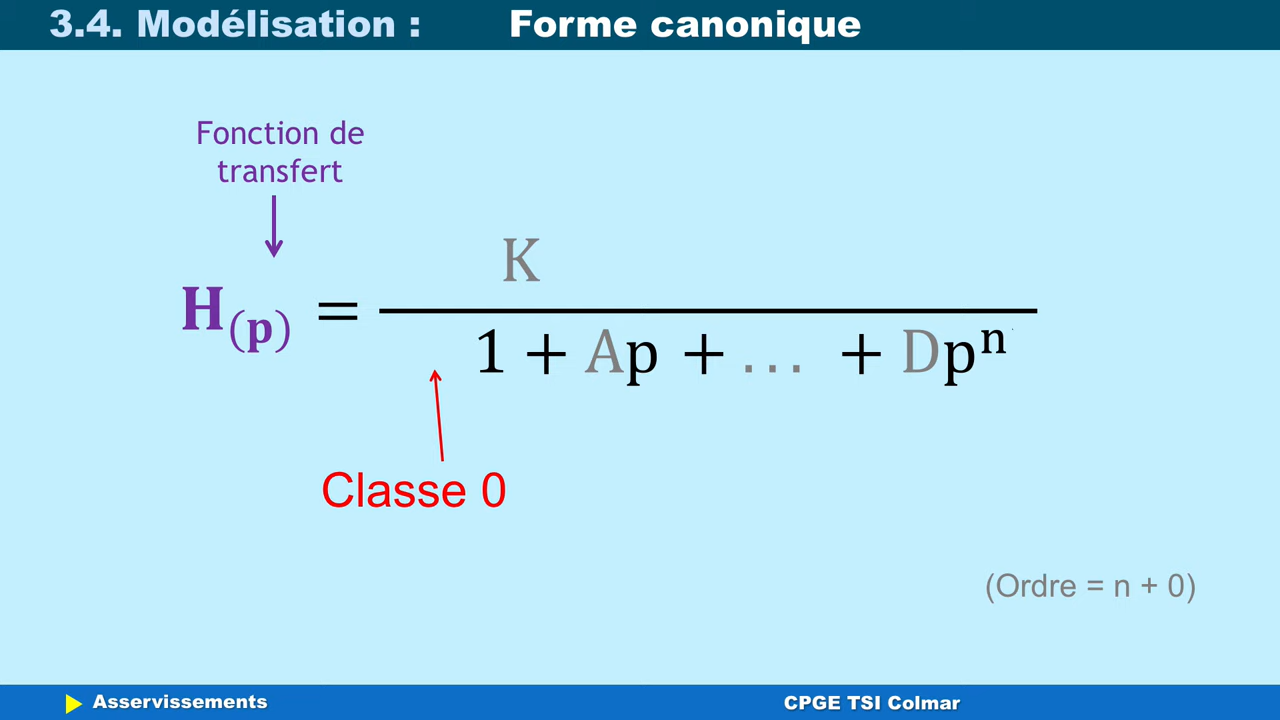 3.4. Modélisation : Forme canonique
Fonction de
transfert
K
H(p) =
1 + Ap + ... + Dpⁿ
Classe 0
(Ordre = n + 0)
Asservissements CPGE TSI Colmar